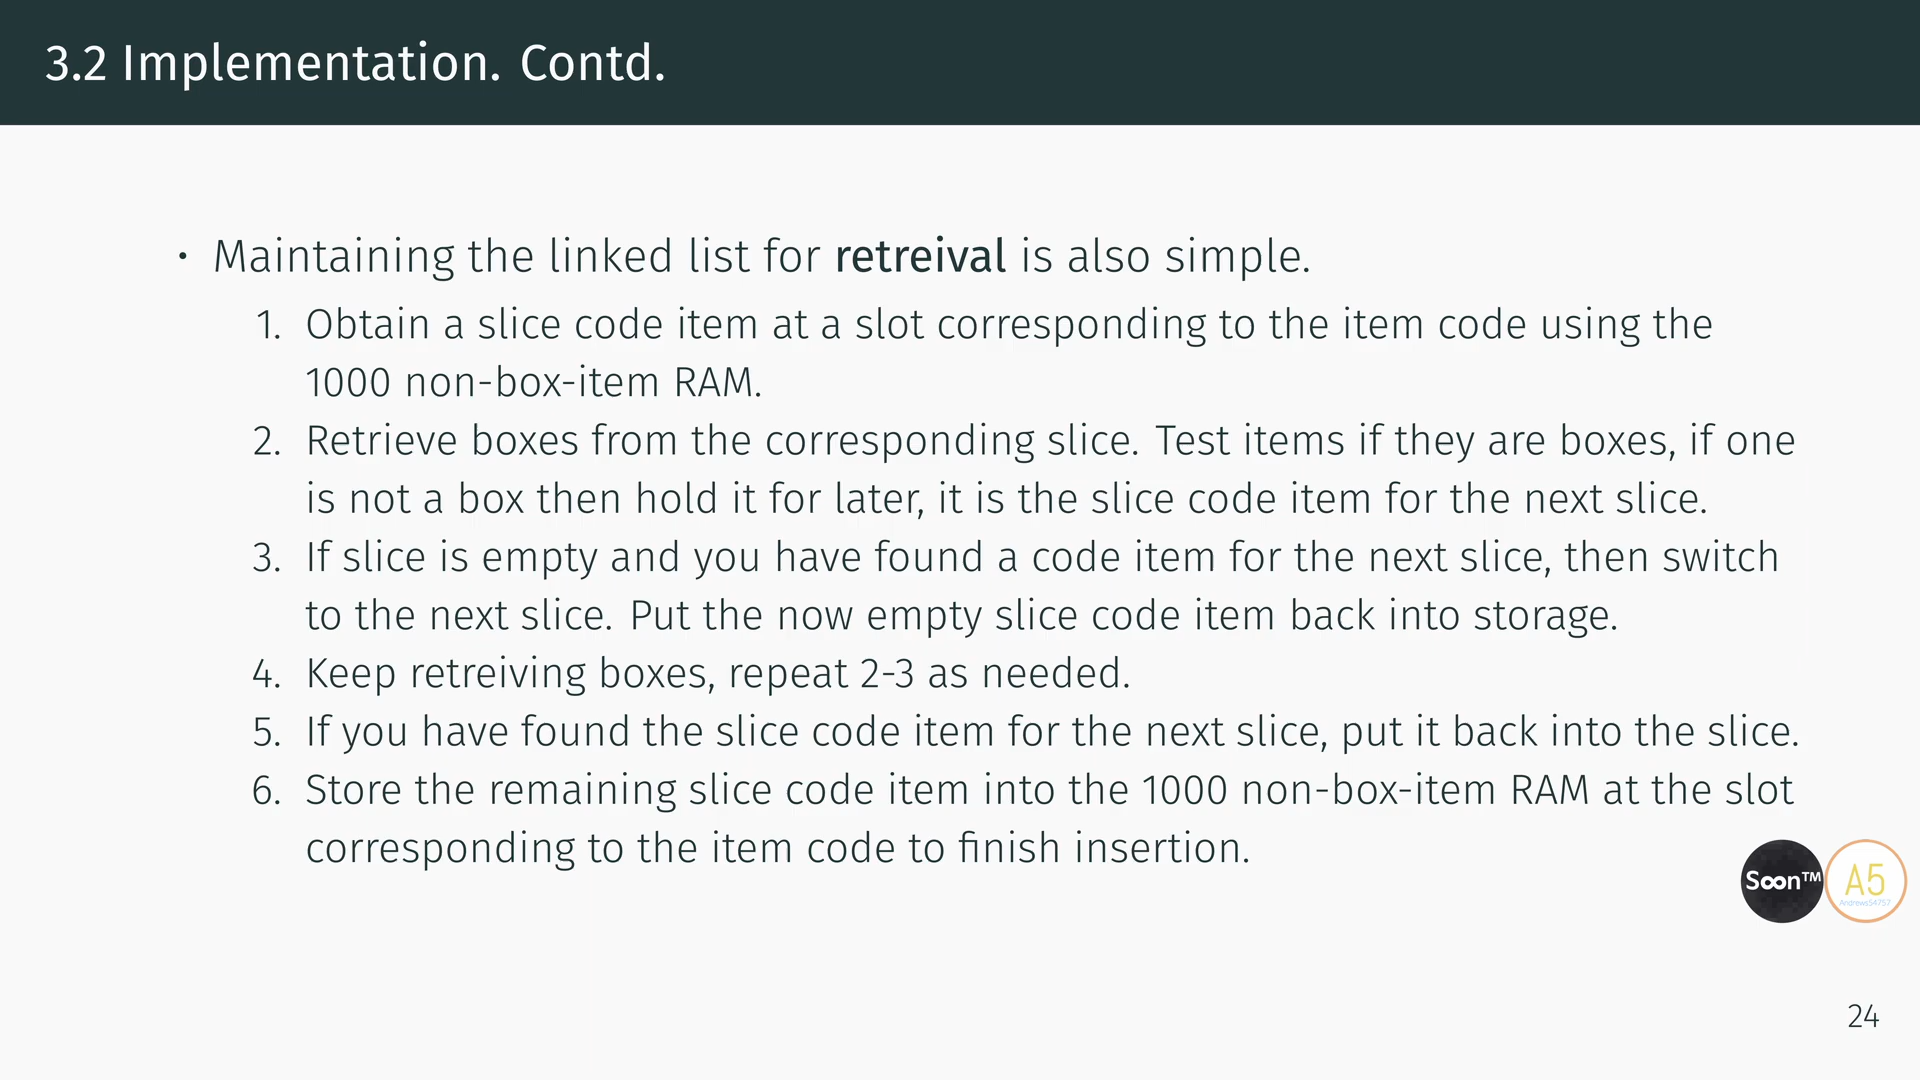 3.2 Implementation. Contd.
• Maintaining the linked list for retreival is also simple.
1. Obtain a slice code item at a slot corresponding to the item code using the
1000 non-box-item RAM.
2. Retrieve boxes from the corresponding slice. Test items if they are boxes, if one
is not a box then hold it for later, it is the slice code item for the next slice.
3. If slice is empty and you have found a code item for the next slice, then switch
to the next slice. Put the now empty slice code item back into storage.
4. Keep retreiving boxes, repeat 2-3 as needed.
5. If you have found the slice code item for the next slice, put it back into the slice.
6. Store the remaining slice code item into the 1000 non-box-item RAM at the slot
corresponding to the item code to finish insertion.
Soon™
A5
Andrews54757
24